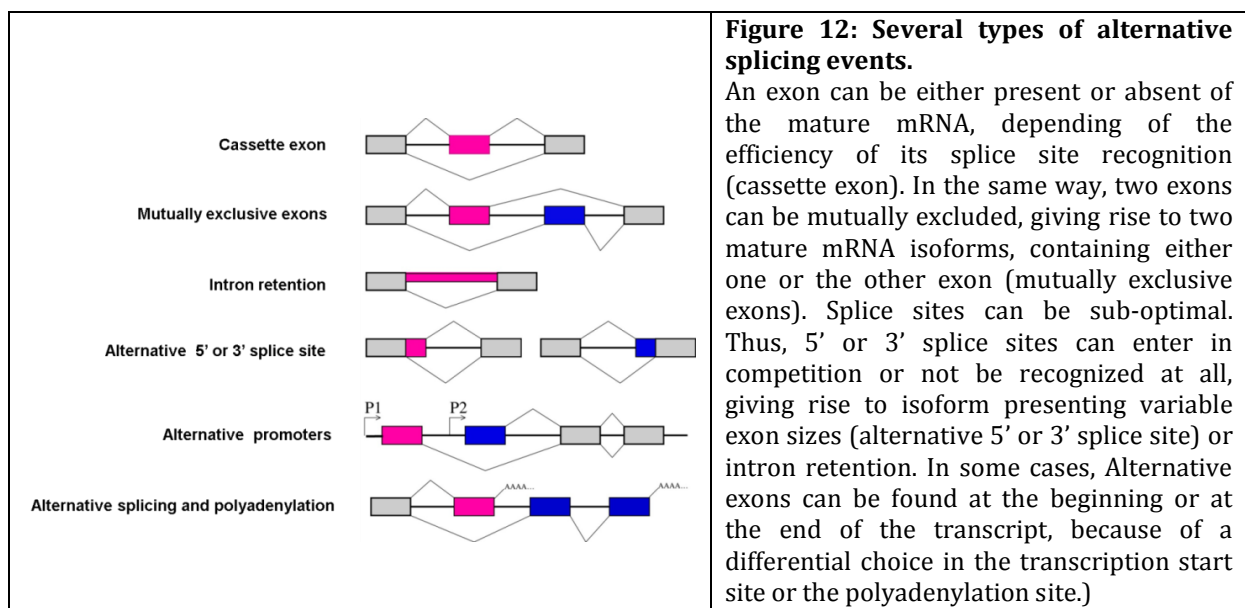 Cassette exon
Mutually exclusive exons
Intron retention
Alternative 5' or 3' splice site
P1
P2
Alternative promoters
AAAA...
AAAA...
Alternative splicing and polyadenylation
Figure 12: Several types of alternative
splicing events.
An exon can be either present or absent of
the mature mRNA, depending of the
efficiency of its splice site recognition
(cassette exon). In the same way, two exons
can be mutually excluded, giving rise to two
mature mRNA isoforms, containing either
one or the other exon (mutually exclusive
exons). Splice sites can be sub-optimal.
Thus, 5’ or 3’ splice sites can enter in
competition or not be recognized at all,
giving rise to isoform presenting variable
exon sizes (alternative 5’ or 3’ splice site) or
intron retention. In some cases, Alternative
exons can be found at the beginning or at
the end of the transcript, because of a
differential choice in the transcription start
site or the polyadenylation site.)